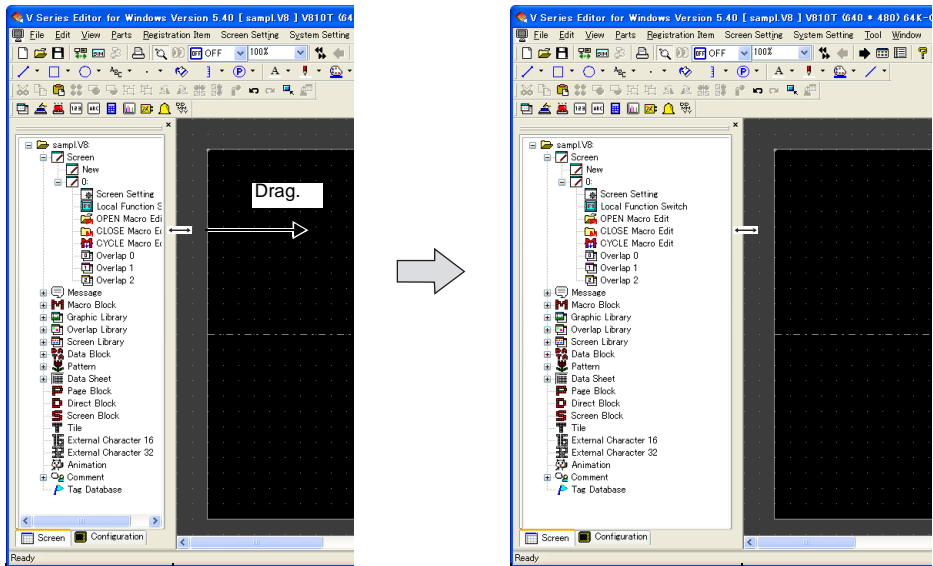 V Series Editor for Windows Version 5.40 [ sampl.V8 ] V810T (64
File Edit View Parts Registration Item Screen Setting System Setting
OFF 100%
ABC A
123 ABC
sampl.V8:
Screen
New
0:
Screen Setting
Local Function S
OPEN Macro Edi
CLOSE Macro Ec
CYCLE Macro Ec
Overlap 0
Overlap 1
Overlap 2
Message
Macro Block
Graphic Library
Overlap Library
Screen Library
Data Block
Pattern
Data Sheet
Page Block
Direct Block
Screen Block
Tile
External Character 16
External Character 32
Animation
Comment
Tag Database
Screen Configuration
Ready
Drag.
V Series Editor for Windows Version 5.40 [ sampl.V8 ] V810T (640 * 480) 64K-C
File Edit View Parts Registration Item Screen Setting System Setting Tool Window
OFF 100%
ABC A
123 ABC
sampl.V8:
Screen
New
0:
Screen Setting
Local Function Switch
OPEN Macro Edit
CLOSE Macro Edit
CYCLE Macro Edit
Overlap 0
Overlap 1
Overlap 2
Message
Macro Block
Graphic Library
Overlap Library
Screen Library
Data Block
Pattern
Data Sheet
Page Block
Direct Block
Screen Block
Tile
External Character 16
External Character 32
Animation
Comment
Tag Database
Screen Configuration
Ready